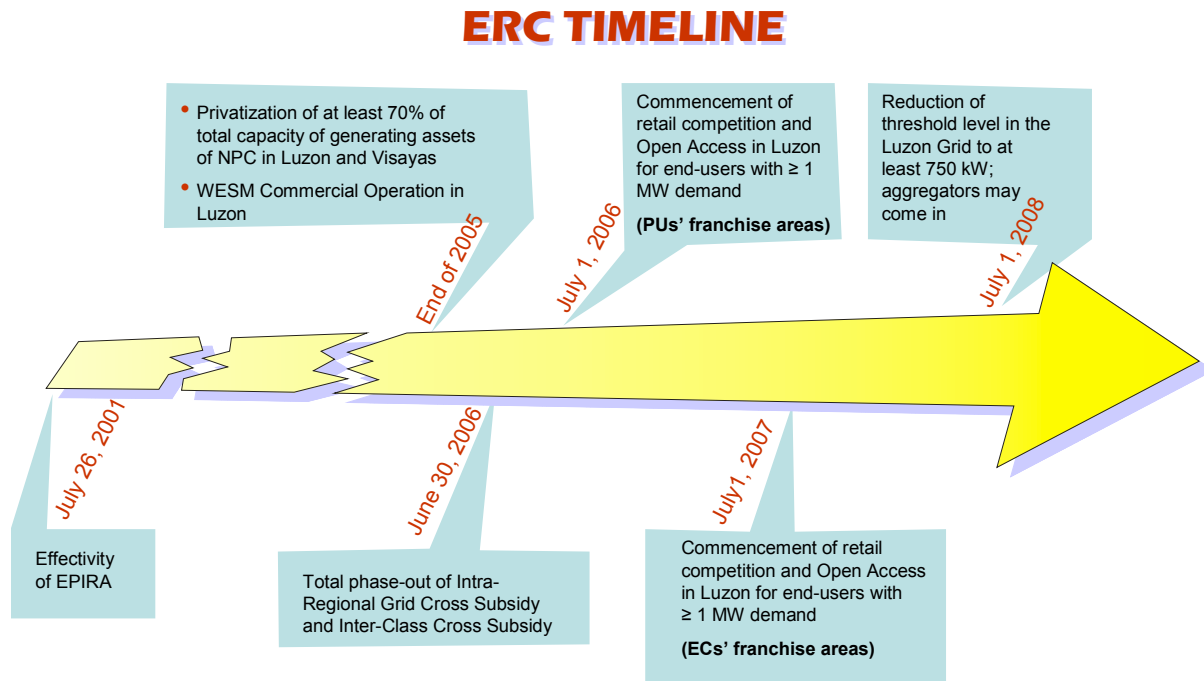 ERC TIMELINE
• Privatization of at least 70% of
total capacity of generating assets
of NPC in Luzon and Visayas
• WESM Commercial Operation in
Luzon
End of 2005
Commencement of
retail competition and
Open Access in Luzon
for end-users with ≥ 1
MW demand
(PUs' franchise areas)
July 1, 2006
Reduction of
threshold level in the
Luzon Grid to at
least 750 kW;
aggregators may
come in
July 1, 2008
July 26, 2001
Effectivity
of EPIRA
June 30, 2006
Total phase-out of Intra-
Regional Grid Cross Subsidy
and Inter-Class Cross Subsidy
July1, 2007
Commencement of retail
competition and Open Access
in Luzon for end-users with
≥ 1 MW demand
(ECs' franchise areas)